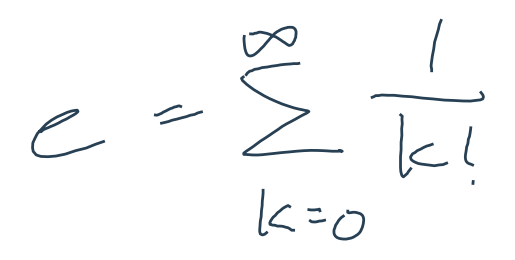 e = ∑_{k=0}^{∞} 1/k!